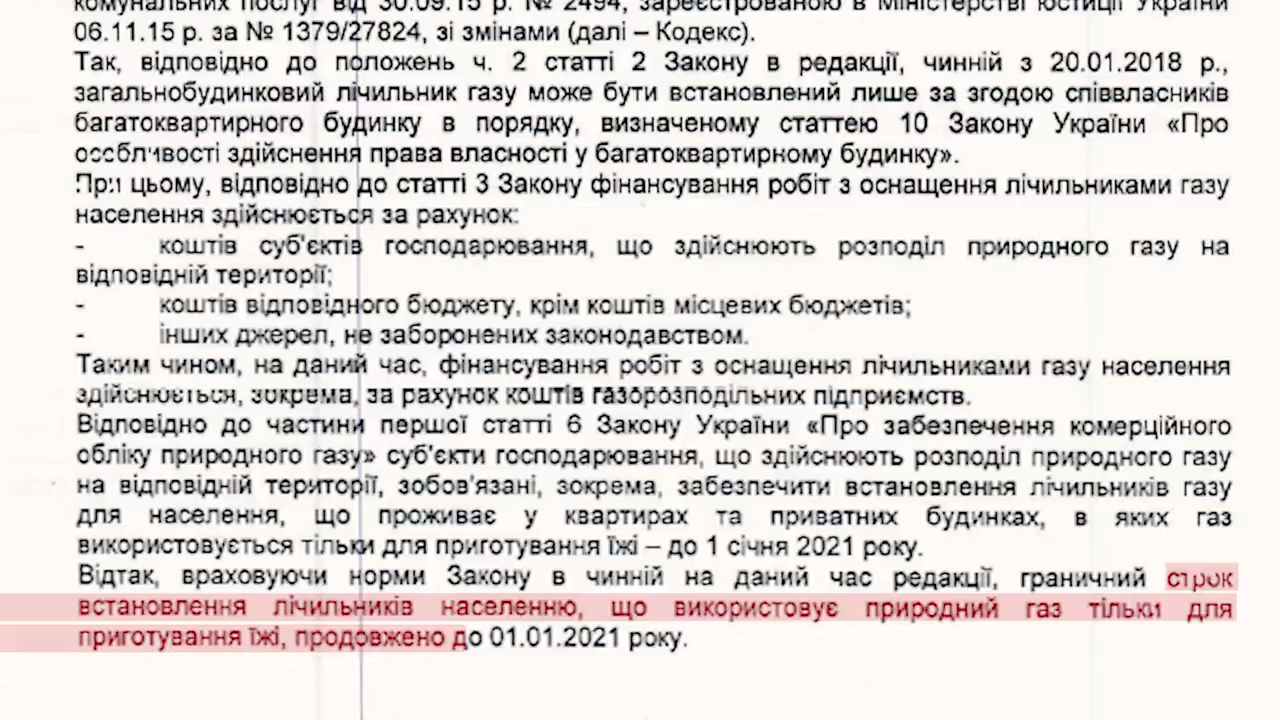 комунальних послуг від 30.09.15 р. № 2494, зареєстрованою в Міністерстві юстиції України
06.11.15 р. за № 1379/27824, зі змінами (далі – Кодекс).
Так, відповідно до положень ч. 2 статті 2 Закону в редакції, чинній з 20.01.2018 р.,
загальнобудинковий лічильник газу може бути встановлений лише за згодою співвласників
багатоквартирного будинку в порядку, визначеному статтею 10 Закону України «Про
особливості здійснення права власності у багатоквартирному будинку».
При цьому, відповідно до статті 3 Закону фінансування робіт з оснащення лічильниками газу
населення здійснюється за рахунок:
- коштів суб'єктів господарювання, що здійснюють розподіл природного газу на
відповідній території;
- коштів відповідного бюджету, крім коштів місцевих бюджетів;
- інших джерел, не заборонених законодавством.
Таким чином, на даний час, фінансування робіт з оснащення лічильниками газу населення
здійснюється, зокрема, за рахунок коштів газорозподільних підприємств.
Відповідно до частини першої статті 6 Закону України «Про забезпечення комерційного
обліку природного газу» суб'єкти господарювання, що здійснюють розподіл природного газу
на відповідній території, зобов'язані, зокрема, забезпечити встановлення лічильників газу
для населення, що проживає у квартирах та приватних будинках, в яких газ
використовується тільки для приготування їжі – до 1 січня 2021 року.
Відтак, враховуючи норми Закону в чинній на даний час редакції, граничний строк
встановлення лічильників населенню, що використовує природний газ тільки для
приготування їжі, продовжено до 01.01.2021 року.